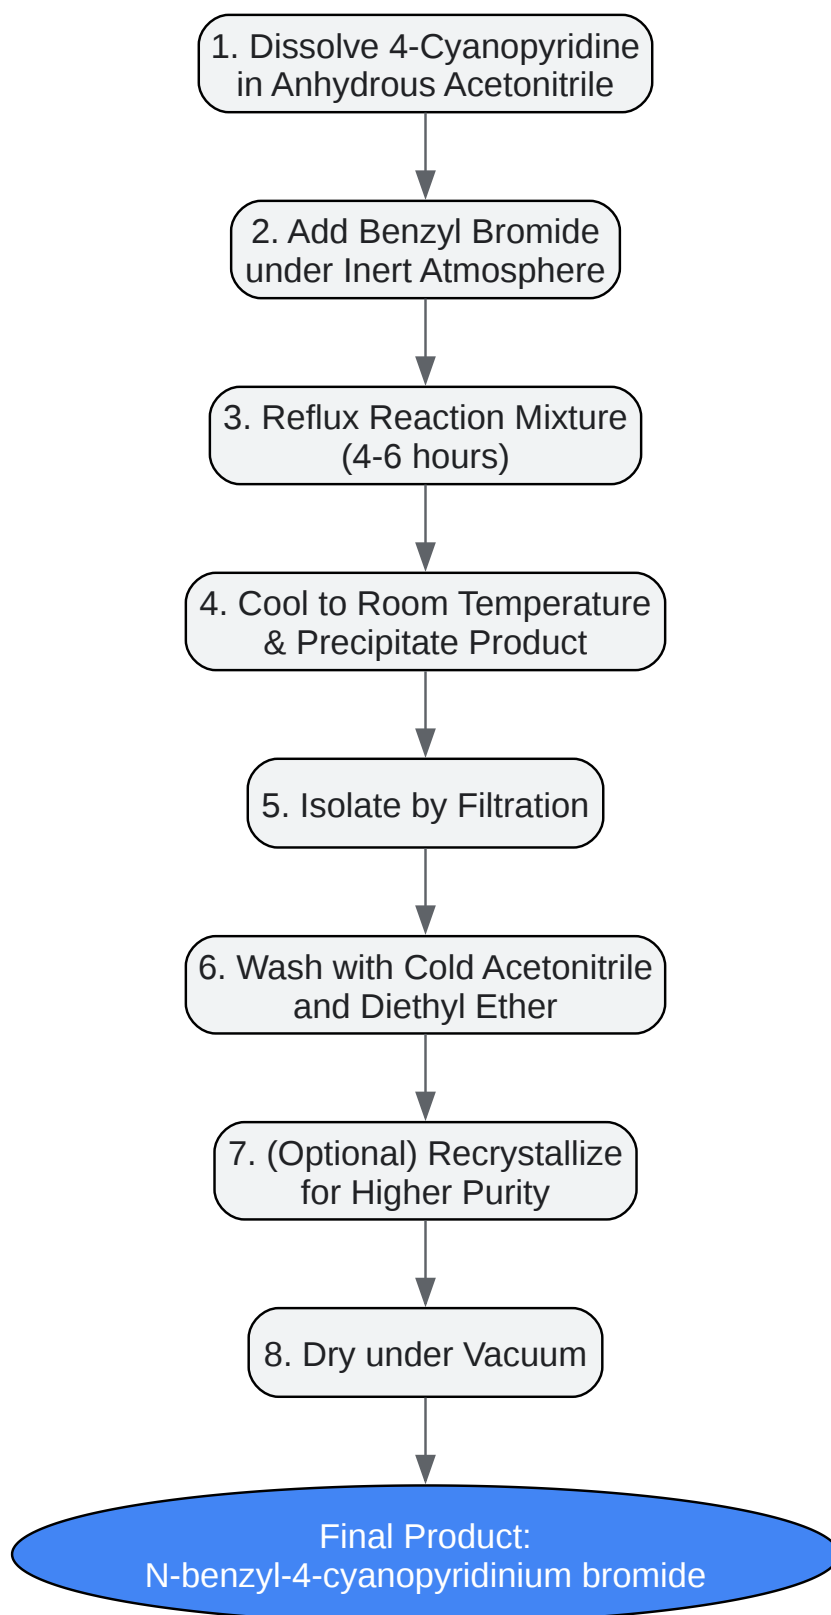 1. Dissolve 4-Cyanopyridine
in Anhydrous Acetonitrile
2. Add Benzyl Bromide
under Inert Atmosphere
3. Reflux Reaction Mixture
(4-6 hours)
4. Cool to Room Temperature
& Precipitate Product
5. Isolate by Filtration
6. Wash with Cold Acetonitrile
and Diethyl Ether
7. (Optional) Recrystallize
for Higher Purity
8. Dry under Vacuum
Final Product:
N-benzyl-4-cyanopyridinium bromide